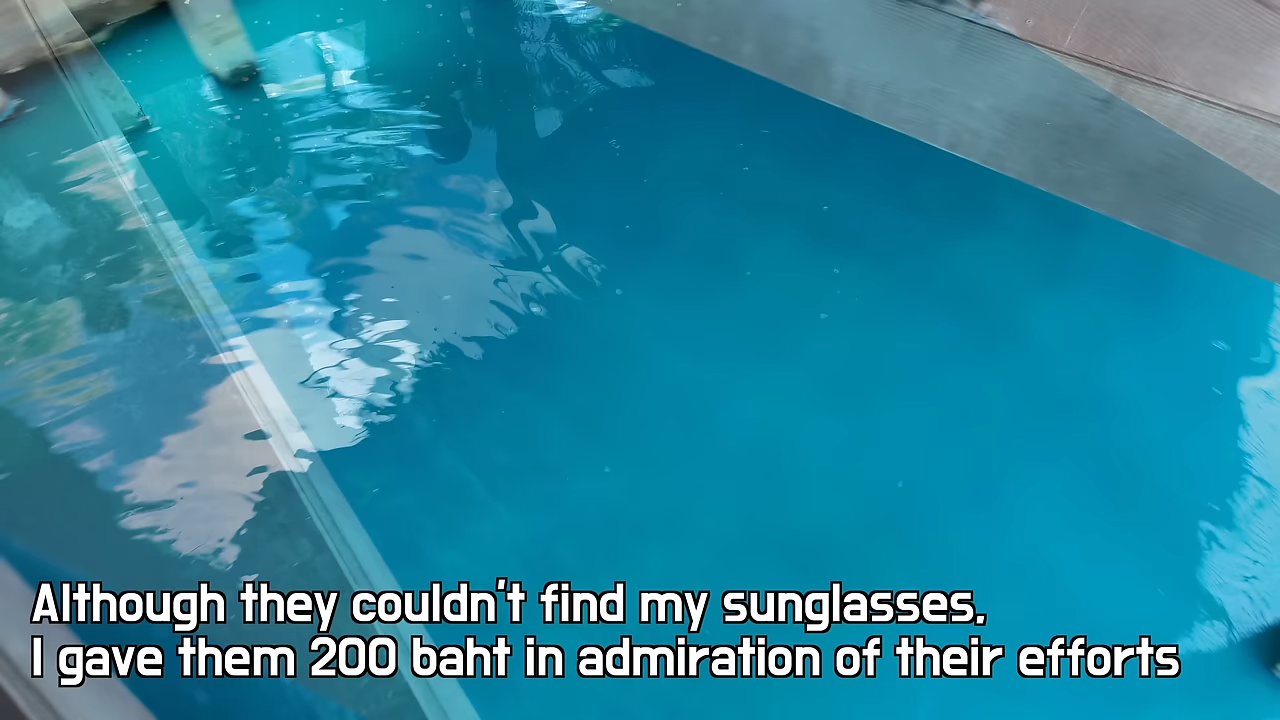 Although they couldn't find my sunglasses,
I gave them 200 baht in admiration of their efforts